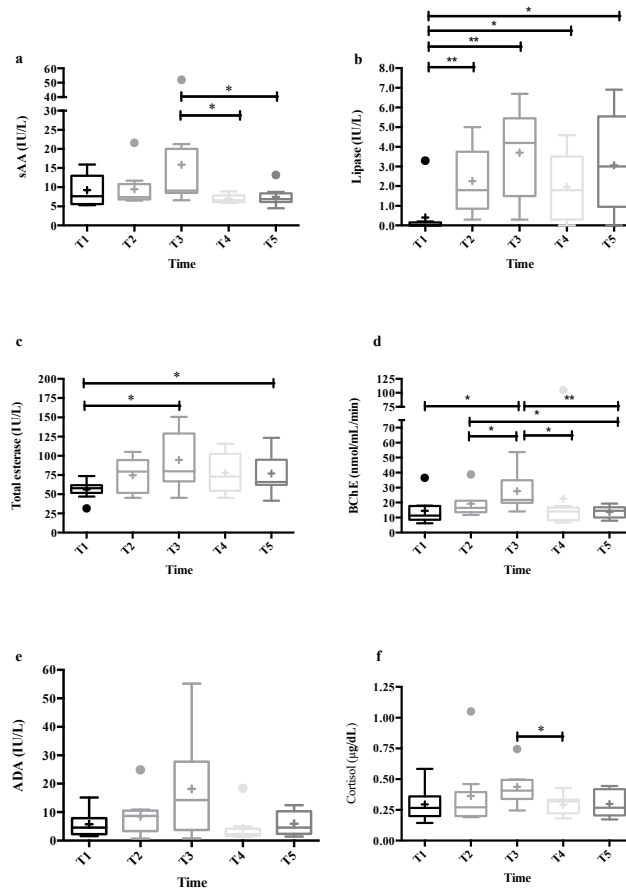 a
sAA (IU/L)
60
50
40
30
25
20
15
10
5
0
T1 T2 T3 T4 T5
Time
*
*
b
Lipase (IU/L)
8.0
7.0
6.0
5.0
4.0
3.0
2.0
1.0
0.0
T1 T2 T3 T4 T5
Time
*
*
**
**
c
Total esterase (IU/L)
200
175
150
125
100
75
50
25
0
T1 T2 T3 T4 T5
Time
*
*
d
BChE (nmol/mL/min)
125
100
75
60
50
40
30
20
10
0
T1 T2 T3 T4 T5
Time
* **
*
* *
e
ADA (IU/L)
60
50
40
30
20
10
0
T1 T2 T3 T4 T5
Time
f
Cortisol (µg/dL)
1.25
1.00
0.75
0.50
0.25
0.00
T1 T2 T3 T4 T5
Time
*